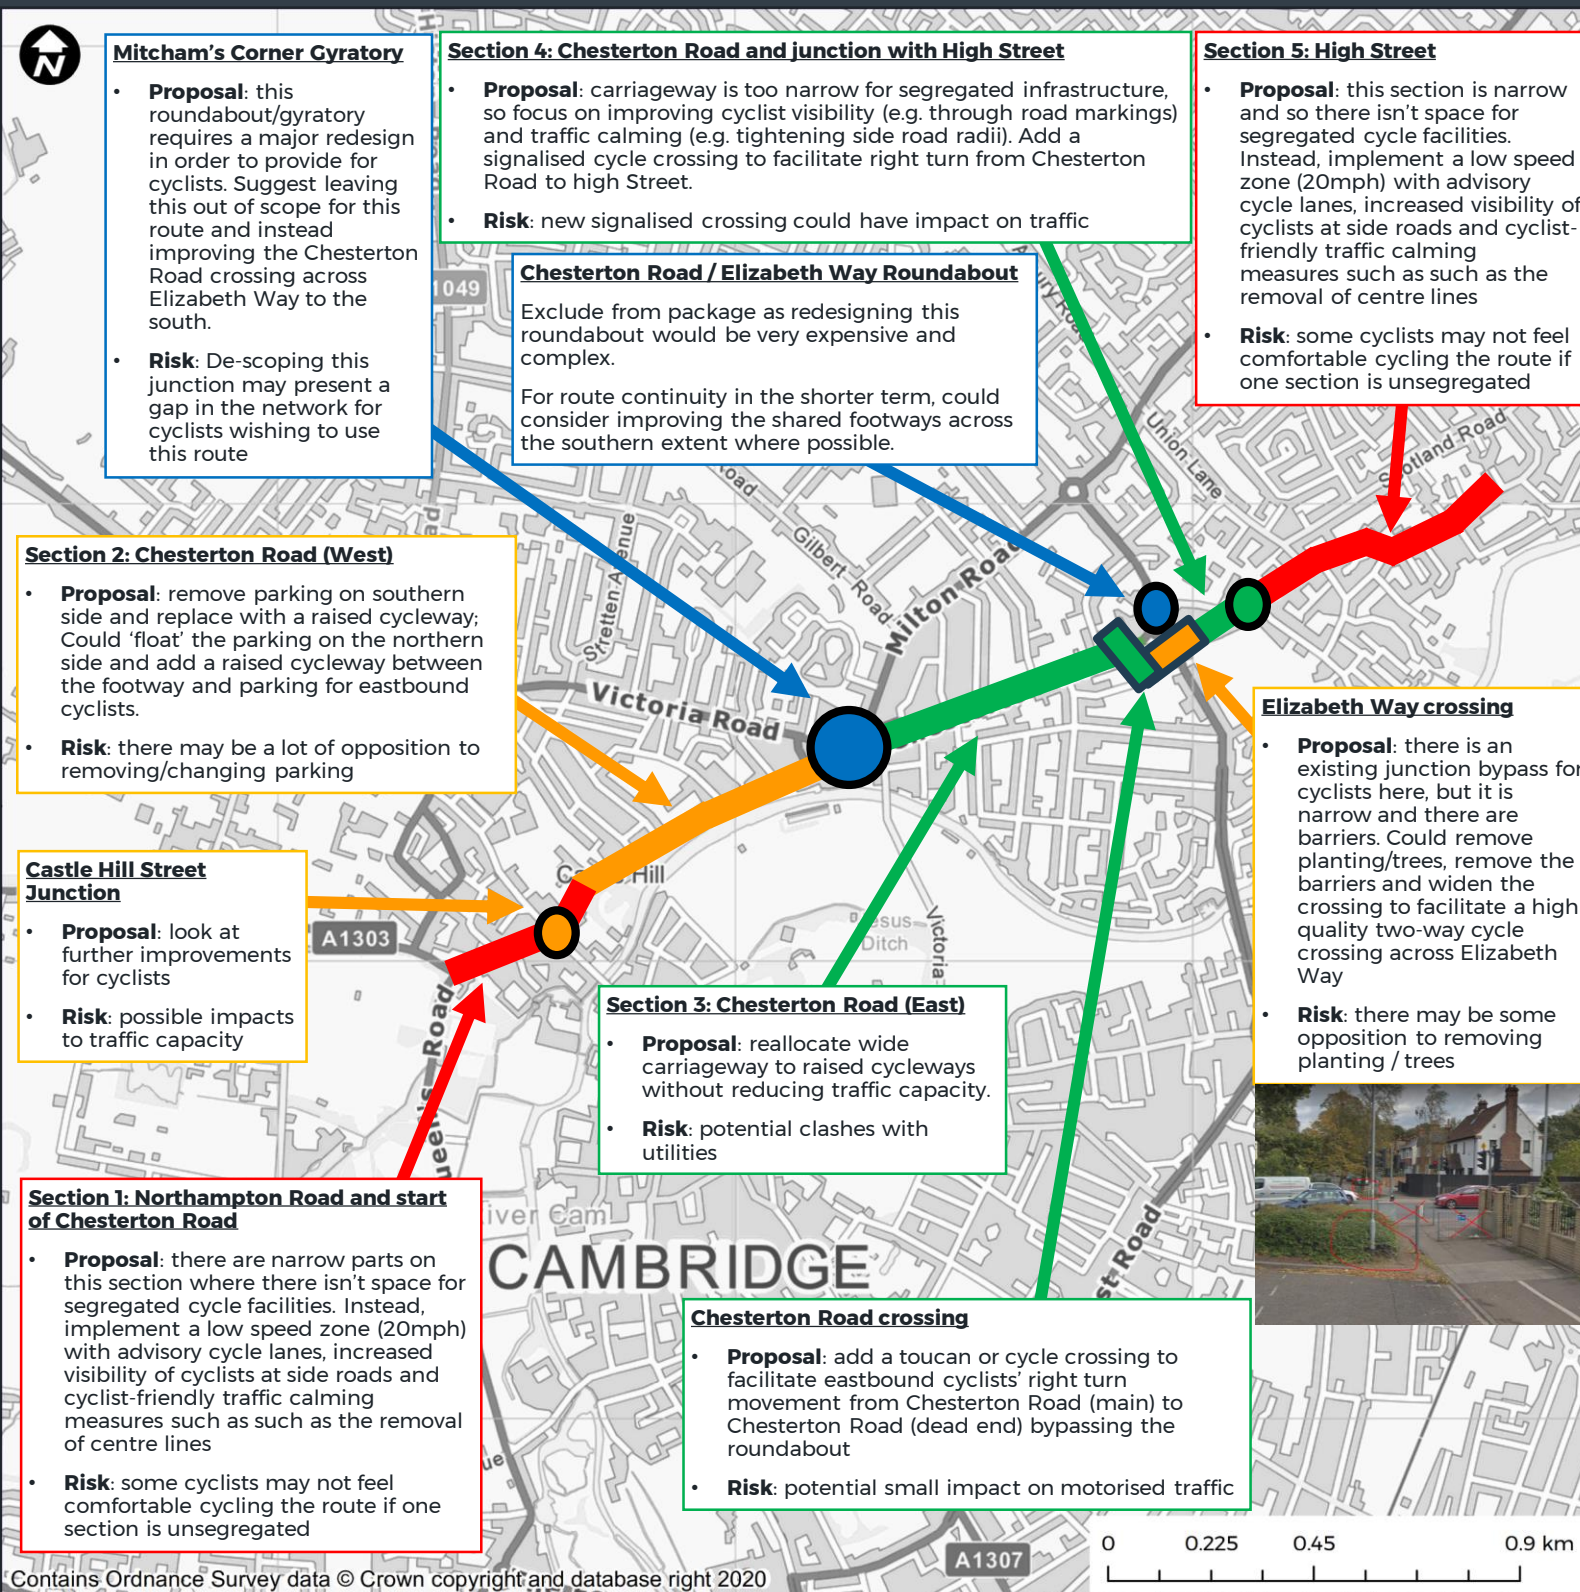 N
Mitcham's Corner Gyratory
• Proposal: this
roundabout/gyratory
requires a major redesign
in order to provide for
cyclists. Suggest leaving
this out of scope for this
route and instead
improving the Chesterton
Road crossing across
Elizabeth Way to the
south.
• Risk: De-scoping this
junction may present a
gap in the network for
cyclists wishing to use
this route
Section 4: Chesterton Road and junction with High Street
• Proposal: carriageway is too narrow for segregated infrastructure,
so focus on improving cyclist visibility (e.g. through road markings)
and traffic calming (e.g. tightening side road radii). Add a
signalised cycle crossing to facilitate right turn from Chesterton
Road to high Street.
• Risk: new signalised crossing could have impact on traffic
Section 5: High Street
• Proposal: this section is narrow
and so there isn't space for
segregated cycle facilities.
Instead, implement a low speed
zone (20mph) with advisory
cycle lanes, increased visibility of
cyclists at side roads and cyclist-
friendly traffic calming
measures such as such as the
removal of centre lines
• Risk: some cyclists may not feel
comfortable cycling the route if
one section is unsegregated
Chesterton Road / Elizabeth Way Roundabout
Exclude from package as redesigning this
roundabout would be very expensive and
complex.
For route continuity in the shorter term, could
consider improving the shared footways across
the southern extent where possible.
1049
Union Lane
Scotland Road
Road
Gilbert Road
Milton Road
Stretten Avenue
Victoria Road
Section 2: Chesterton Road (West)
• Proposal: remove parking on southern
side and replace with a raised cycleway;
Could 'float' the parking on the northern
side and add a raised cycleway between
the footway and parking for eastbound
cyclists.
• Risk: there may be a lot of opposition to
removing/changing parking
Elizabeth Way crossing
• Proposal: there is an
existing junction bypass for
cyclists here, but it is
narrow and there are
barriers. Could remove
planting/trees, remove the
barriers and widen the
crossing to facilitate a high
quality two-way cycle
crossing across Elizabeth
Way
• Risk: there may be some
opposition to removing
planting / trees
Castle Hill Street
Junction
• Proposal: look at
further improvements
for cyclists
• Risk: possible impacts
to traffic capacity
Hill
A1303
Ditch
Victoria
Road
Section 3: Chesterton Road (East)
• Proposal: reallocate wide
carriageway to raised cycleways
without reducing traffic capacity.
• Risk: potential clashes with
utilities
Section 1: Northampton Road and start
of Chesterton Road
• Proposal: there are narrow parts on
this section where there isn't space for
segregated cycle facilities. Instead,
implement a low speed zone (20mph)
with advisory cycle lanes, increased
visibility of cyclists at side roads and
cyclist-friendly traffic calming
measures such as such as the removal
of centre lines
• Risk: some cyclists may not feel
comfortable cycling the route if one
section is unsegregated
Cam
CAMBRIDGE
st Road
Chesterton Road crossing
• Proposal: add a toucan or cycle crossing to
facilitate eastbound cyclists' right turn
movement from Chesterton Road (main) to
Chesterton Road (dead end) bypassing the
roundabout
• Risk: potential small impact on motorised traffic
A1307
0 0.225 0.45 0.9 km
Contains Ordnance Survey data © Crown copyright and database right 2020